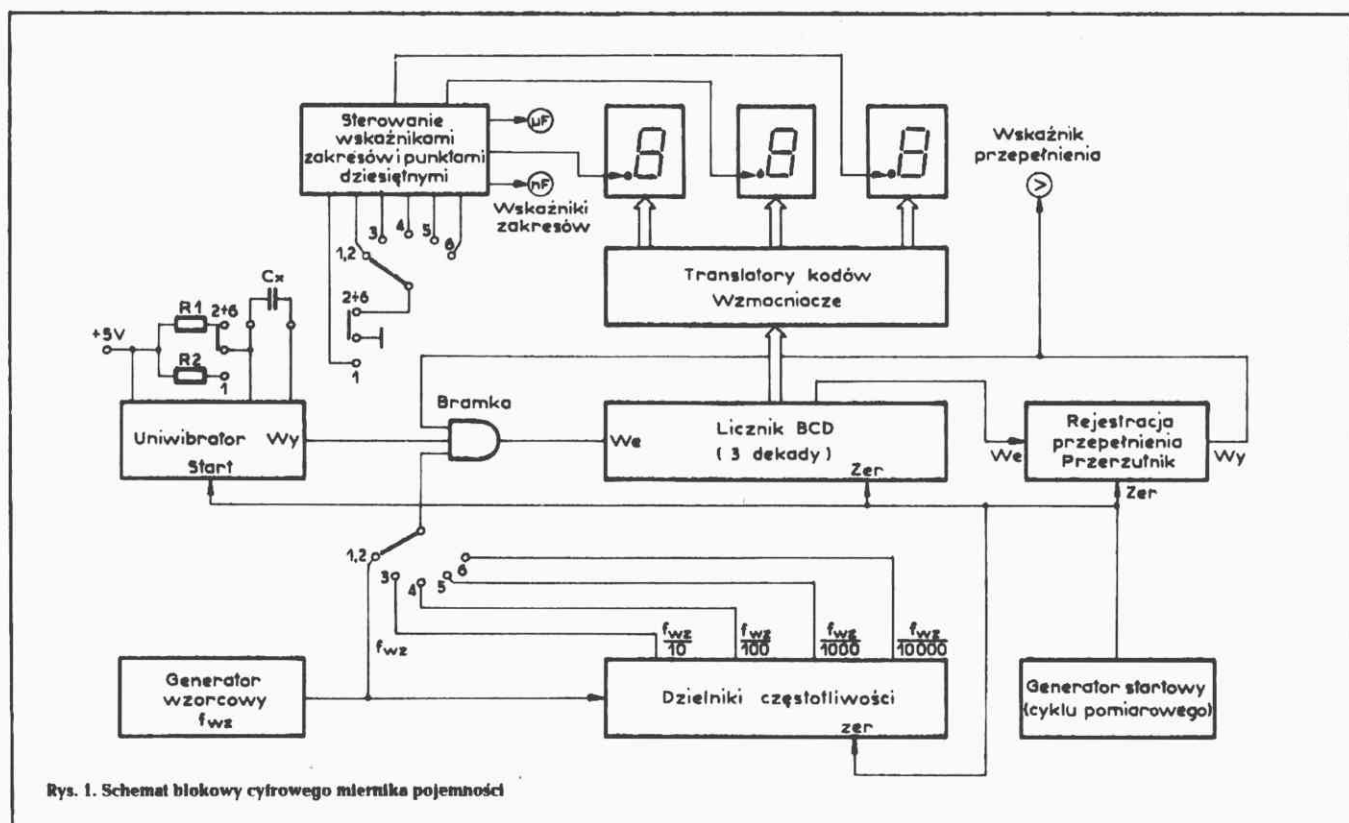 Sterowanie
wskaźnikami
zakresów i punktami
dziesiętnymi
µF
nF
Wskaźniki
zakresów
8
8
8
Wskaźnik
przepełnienia
>
1,2
3
4
5
6
2÷6
1
Translatory kodów
Wzmacniacze
+5V
R1
R2
2÷6
1
Cx
Uniwibrator Wy
Start
Bramka
We
Licznik BCD
(3 dekady)
Zer
We
Rejestracja
przepełnienia
Przerzutnik
Wy
Zer
1,2
3
4
5
6
fwz
fwz/10
fwz/100
fwz/1000
fwz/10000
Generator
wzorcowy
fwz
Dzielniki częstotliwości
zer
Generator startowy
(cyklu pomiarowego)
Rys. 1. Schemat blokowy cyfrowego miernika pojemności